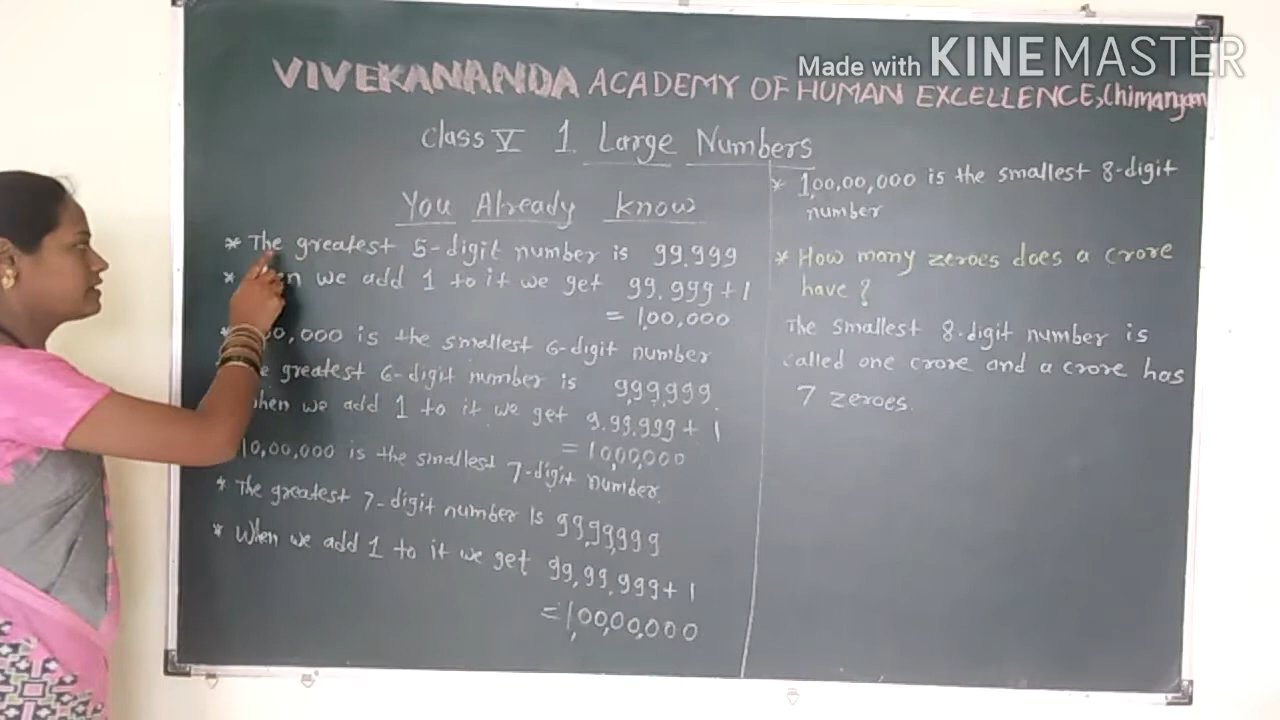 Made with KINEMASTER
VIVEKANANDA ACADEMY OF HUMAN EXCELLENCE,
Class V 1. Large Numbers
You Already know
* The greatest 5-digit number is 99,999
* we add 1 to it we get 99,999+1
= 1,00,000
00,000 is the smallest 6-digit number
greatest 6-digit number is 9,99,999.
when we add 1 to it we get 9,99,999+1
= 10,00,000
10,00,000 is the smallest 7-digit number.
* The greatest 7-digit number is 99,99,999
* When we add 1 to it we get 99,99,999+1
= 1,00,00,000
* 1,00,00,000 is the smallest 8-digit
number
* How many zeroes does a crore
have?
The smallest 8-digit number is
called one crore and a crore has
7 zeroes.